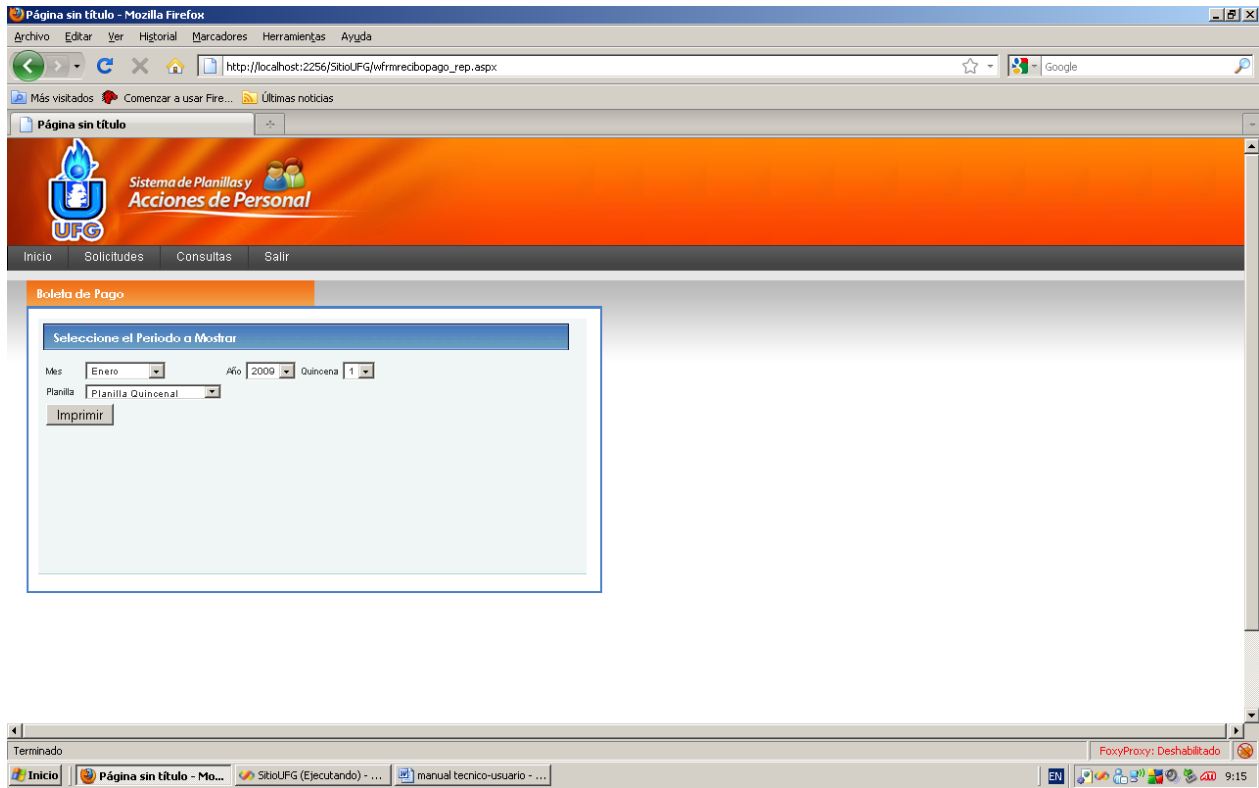 Página sin título - Mozilla Firefox
Archivo Editar Ver Historial Marcadores Herramientas Ayuda
http://localhost:2256/SitioUFG/wfrmrecibopago_rep.aspx
Google
Más visitados Comenzar a usar Fire... Últimas noticias
Página sin título
Sistema de Planillas y
Acciones de Personal
UFG
Inicio Solicitudes Consultas Salir
Boleta de Pago
Seleccione el Periodo a Mostrar
Mes Enero Año 2009 Quincena 1
Planilla Planilla Quincenal
Imprimir
Terminado FoxyProxy: Deshabilitado
Inicio Página sin título - Mo... SitioUFG (Ejecutando) - ... manual tecnico-usuario - ... EN 9:15